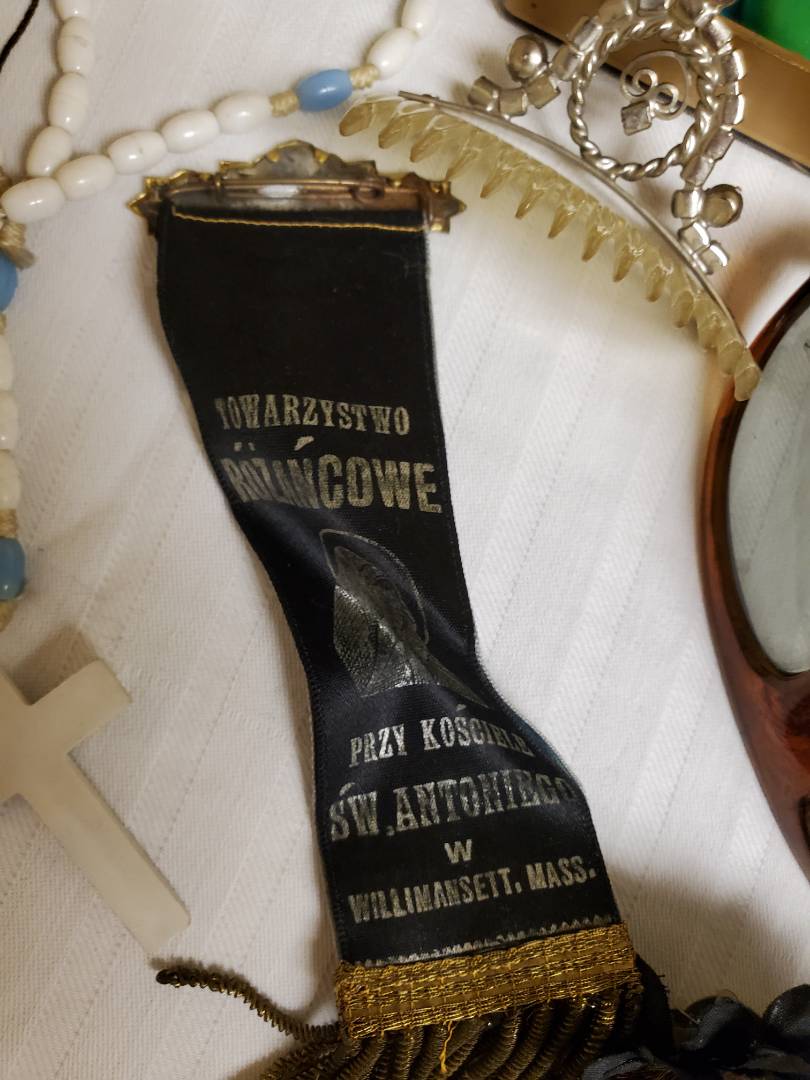 TOWARZYSTWO
RÓŻAŃCOWE
PRZY KOŚCIELE
ŚW. ANTONIEGO
W
WILLIMANSETT, MASS.